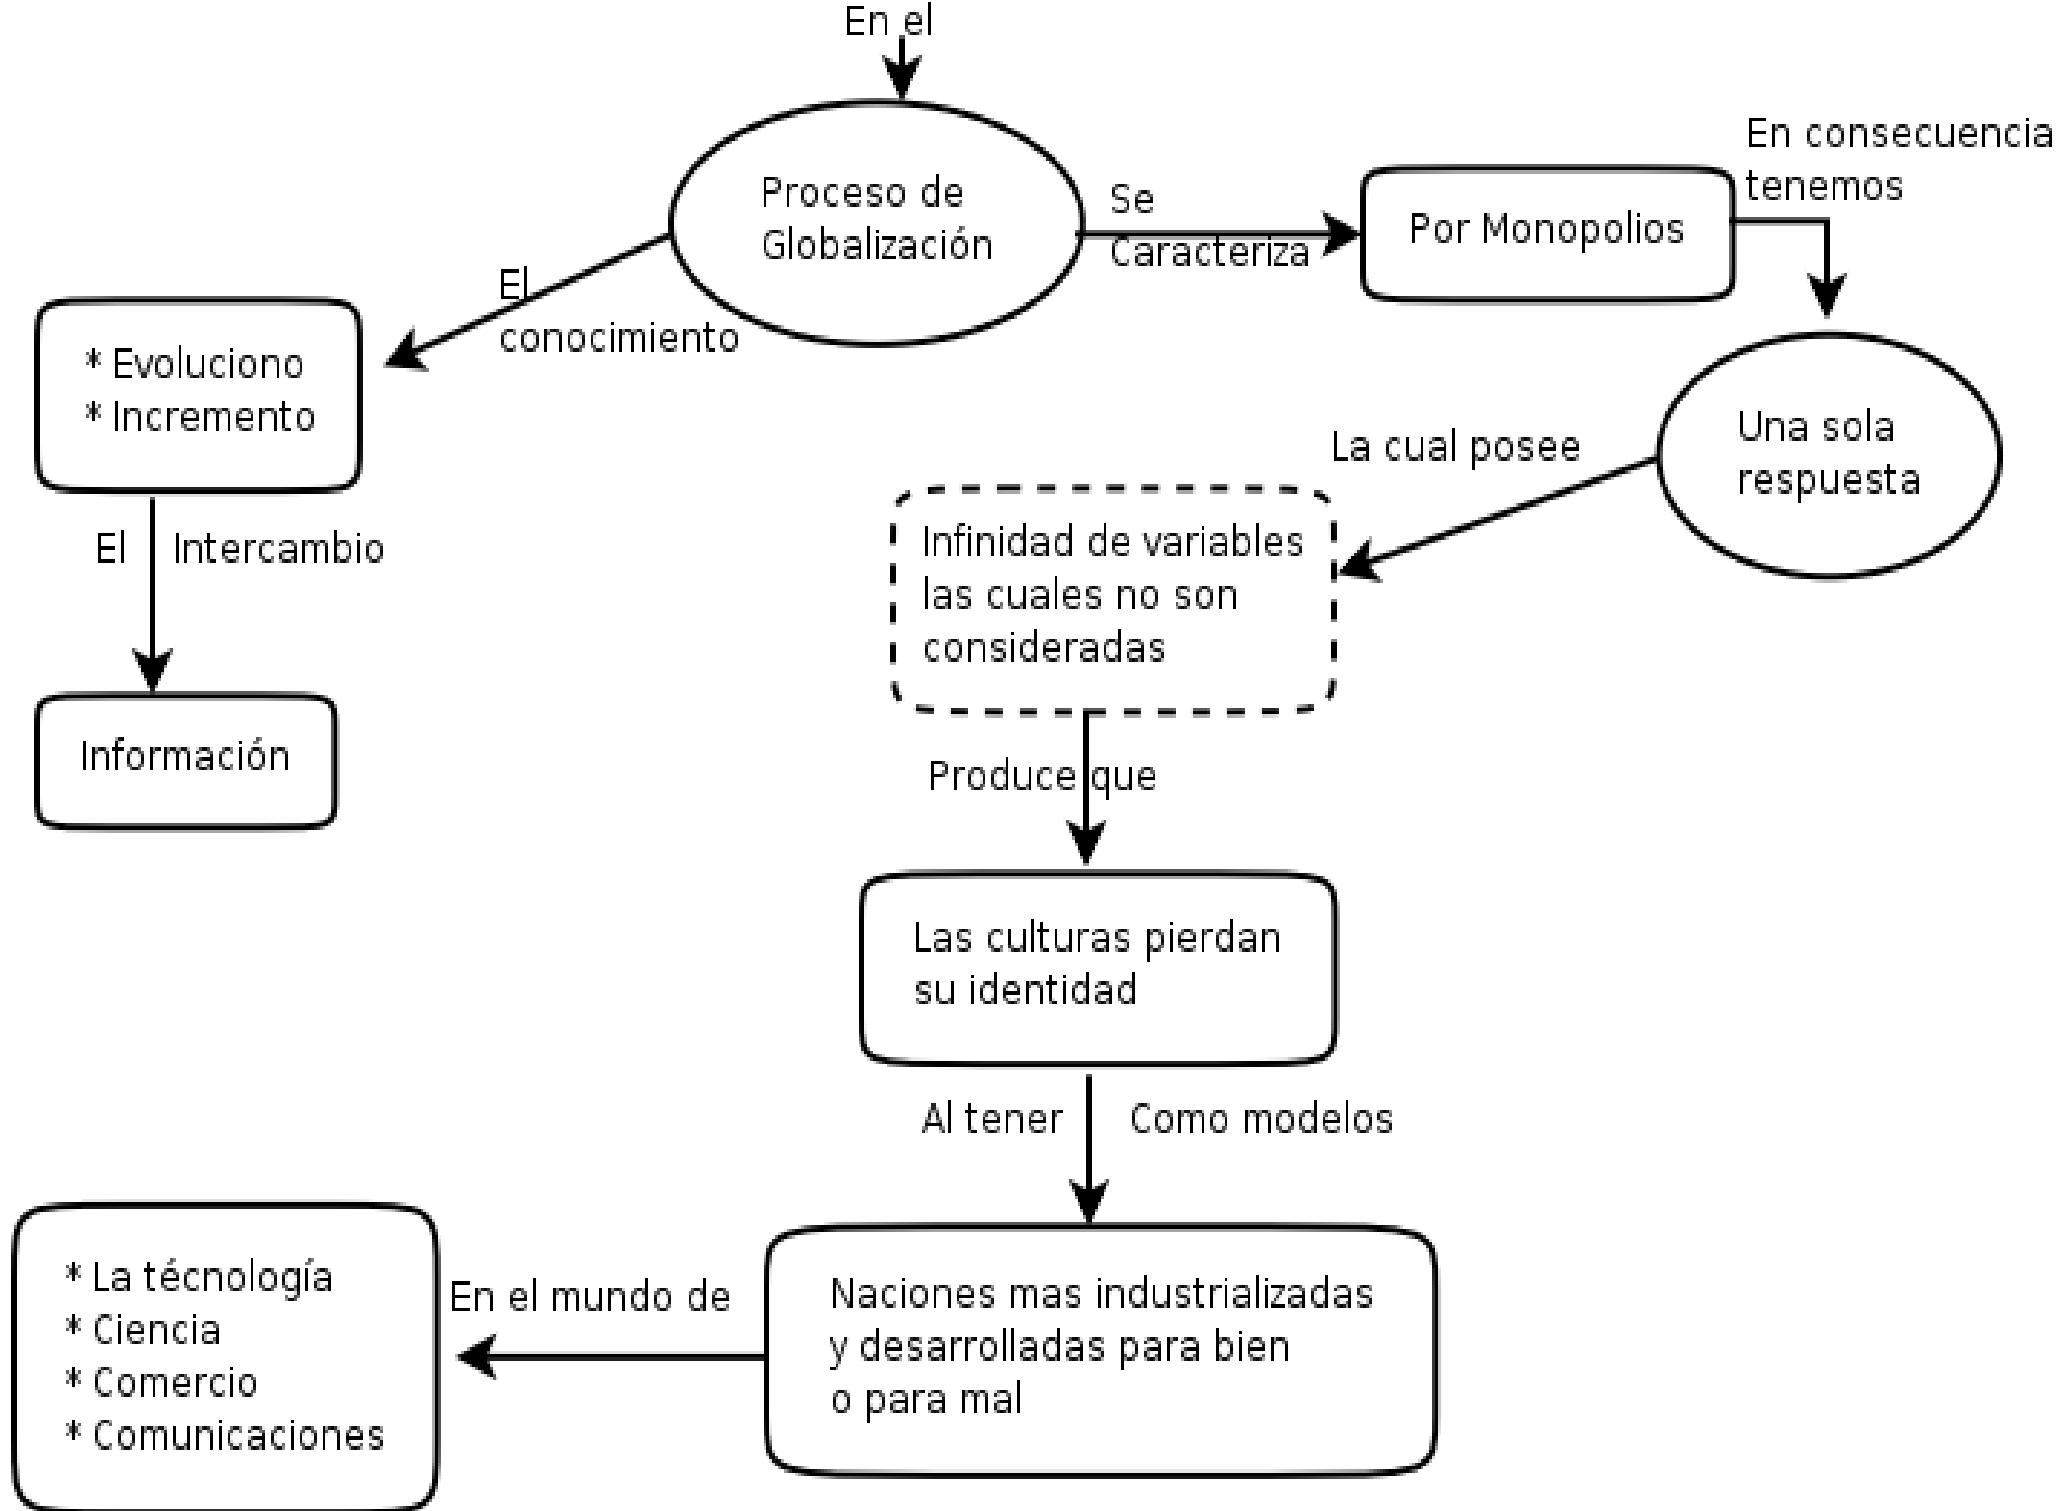 En el
Proceso de
Globalización
Se
Caracteriza
Por Monopolios
En consecuencia
tenemos
Una sola
respuesta
La cual posee
Infinidad de variables
las cuales no son
consideradas
Produce que
Las culturas pierdan
su identidad
Al tener Como modelos
Naciones mas industrializadas
y desarrolladas para bien
o para mal
En el mundo de
* La técnología
* Ciencia
* Comercio
* Comunicaciones
El
conocimiento
* Evoluciono
* Incremento
El Intercambio
Información